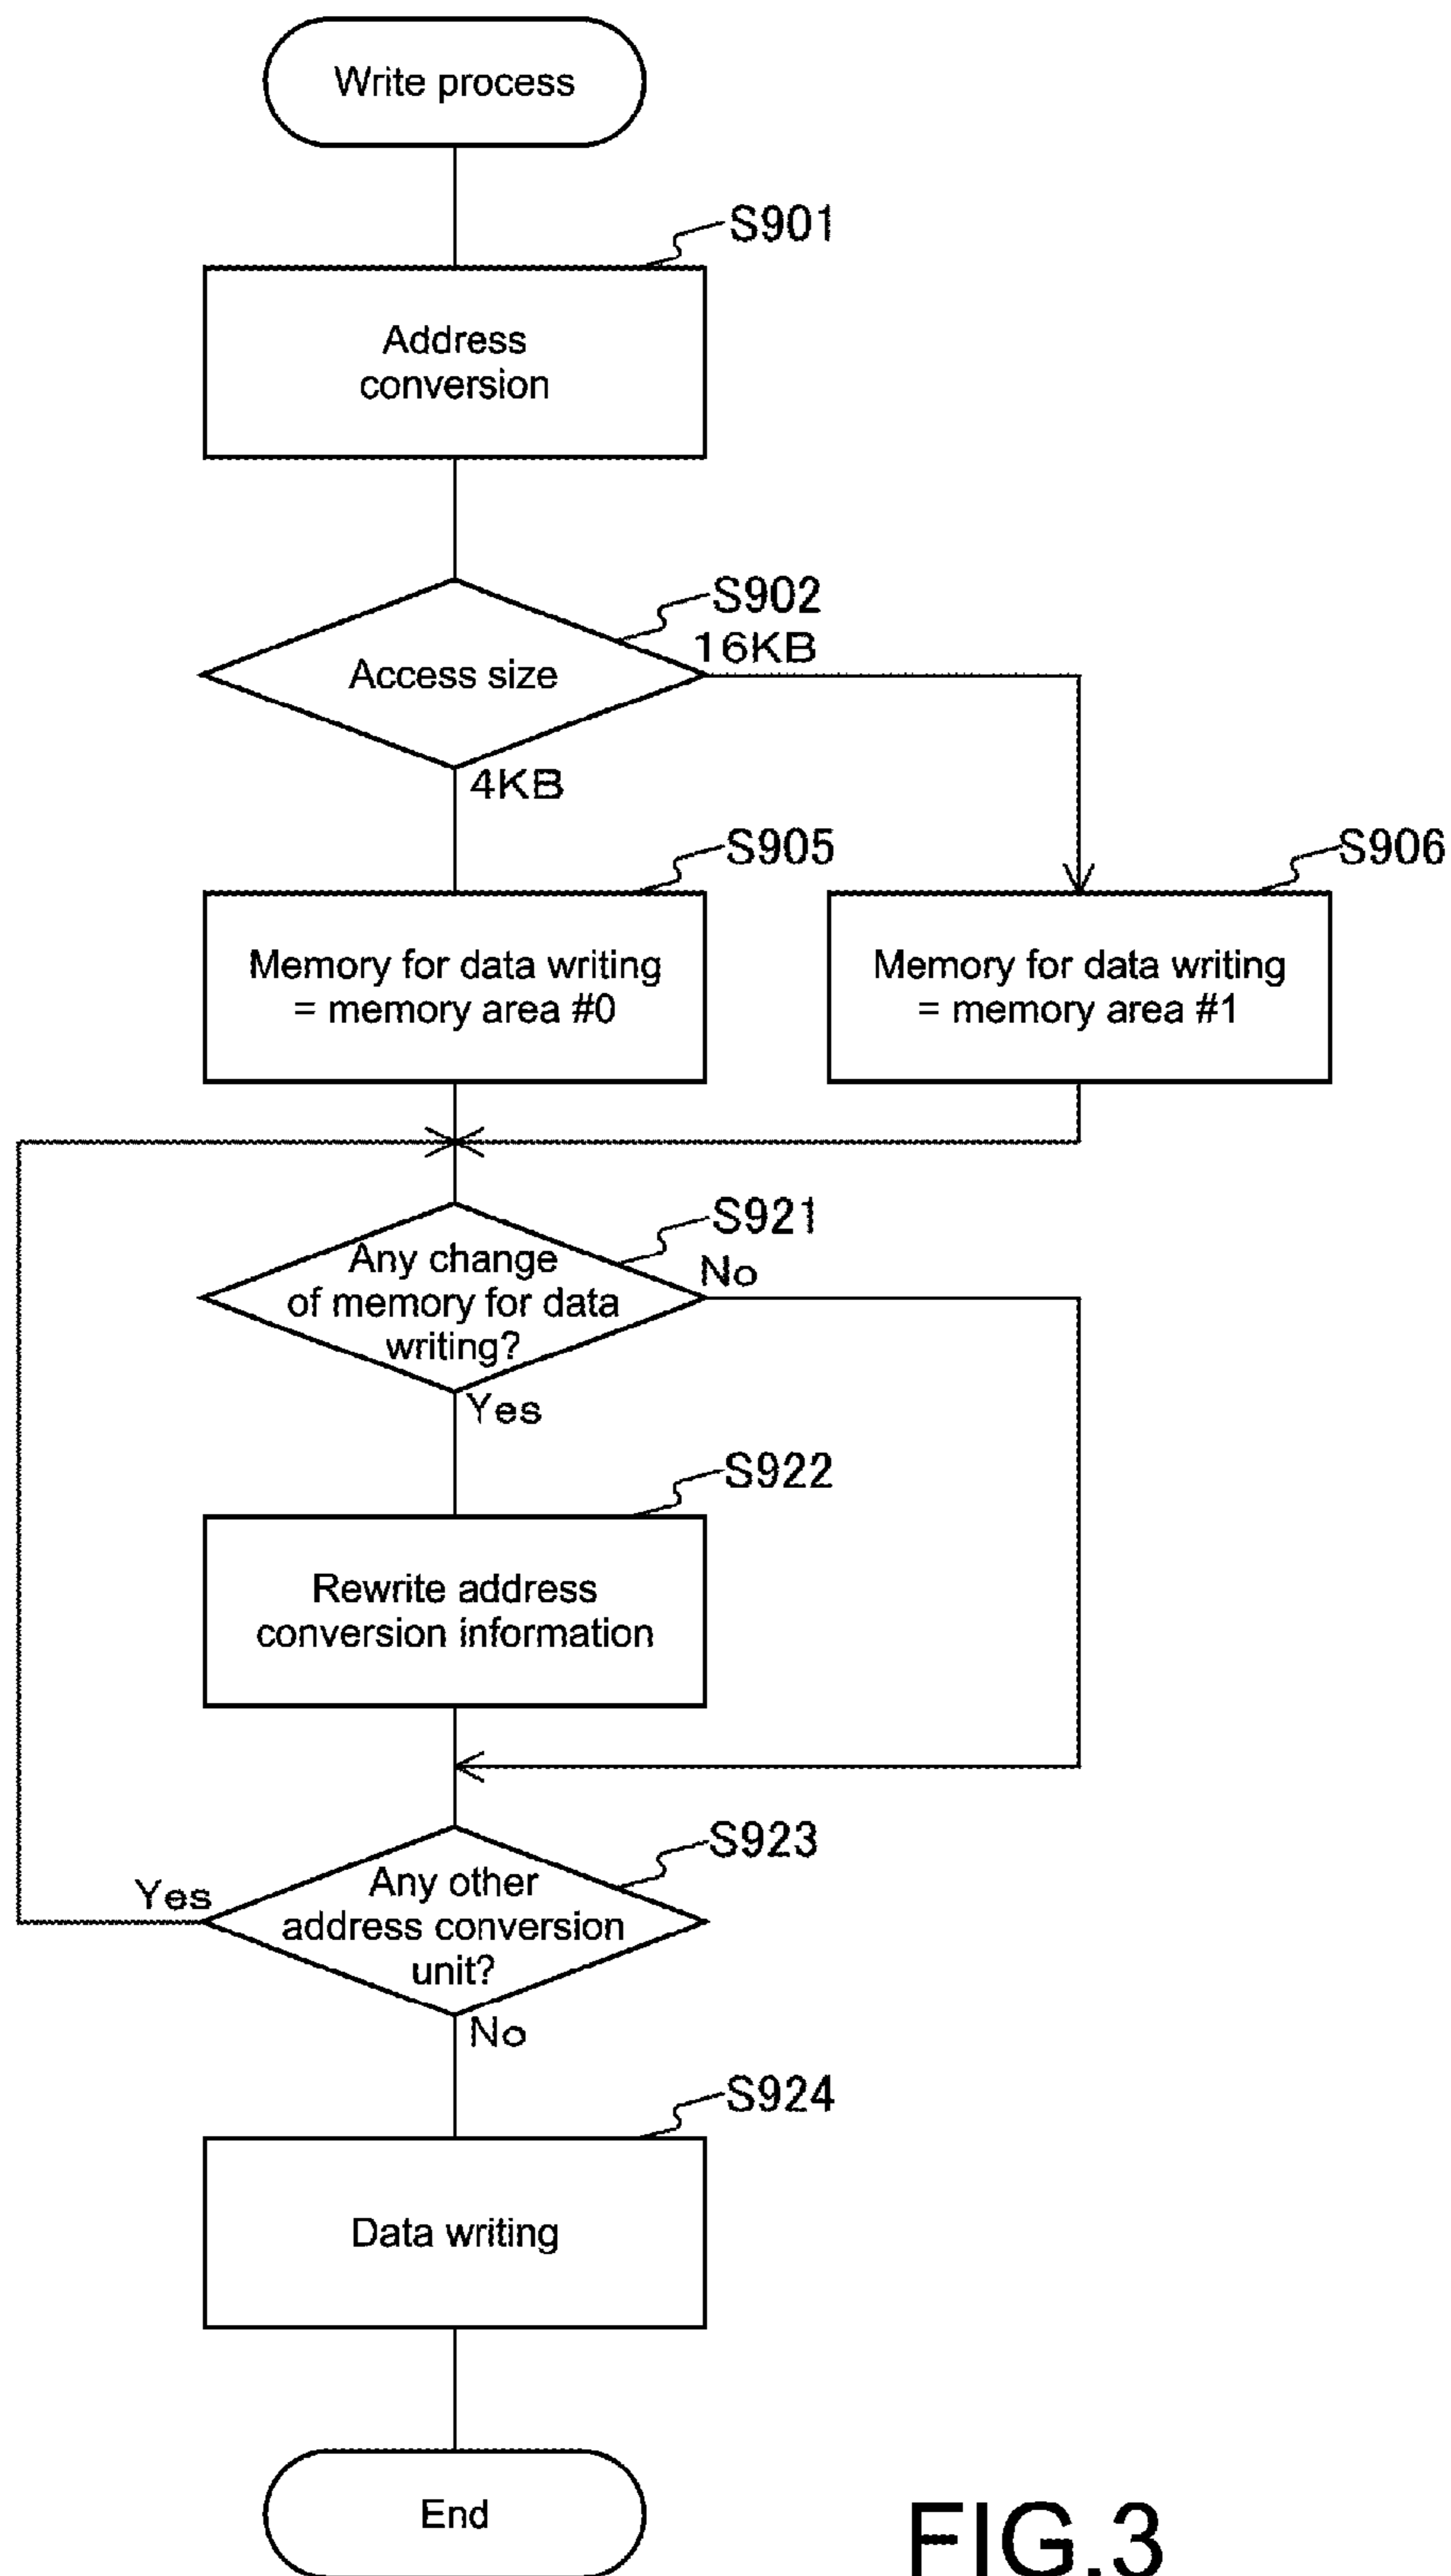 Write process
S901
Address
conversion
S902
16KB
Access size
4KB
S905
S906
Memory for data writing
= memory area #0
Memory for data writing
= memory area #1
S921
Any change
of memory for data
writing?
No
Yes
S922
Rewrite address
conversion information
S923
Any other
address conversion
unit?
Yes
No
S924
Data writing
End
FIG.3